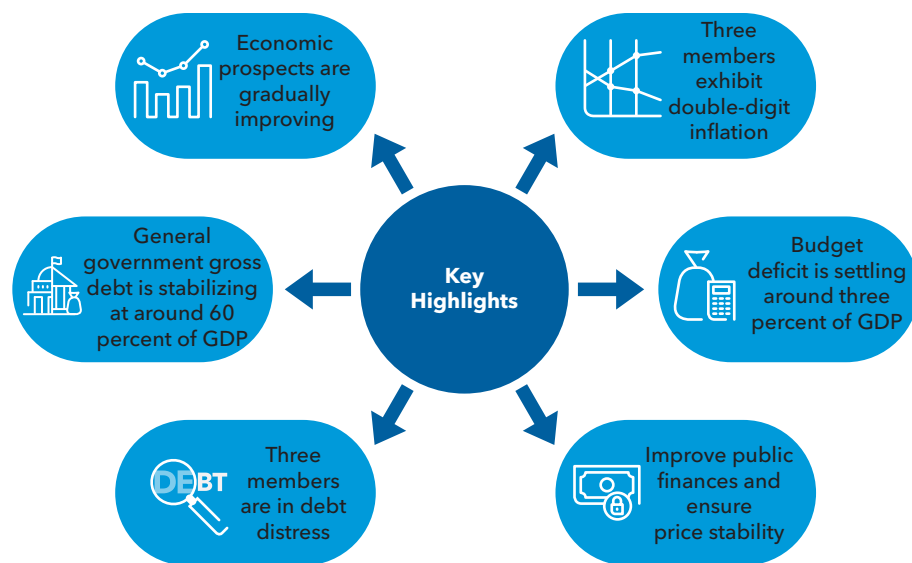 Economic
prospects are
gradually
improving
Three
members
exhibit
double-digit
inflation
General
government gross
debt is stabilizing
at around 60
percent of GDP
Key
Highlights
Budget
deficit is settling
around three
percent of GDP
DEBT
Three
members
are in debt
distress
Improve public
finances and
ensure
price stability